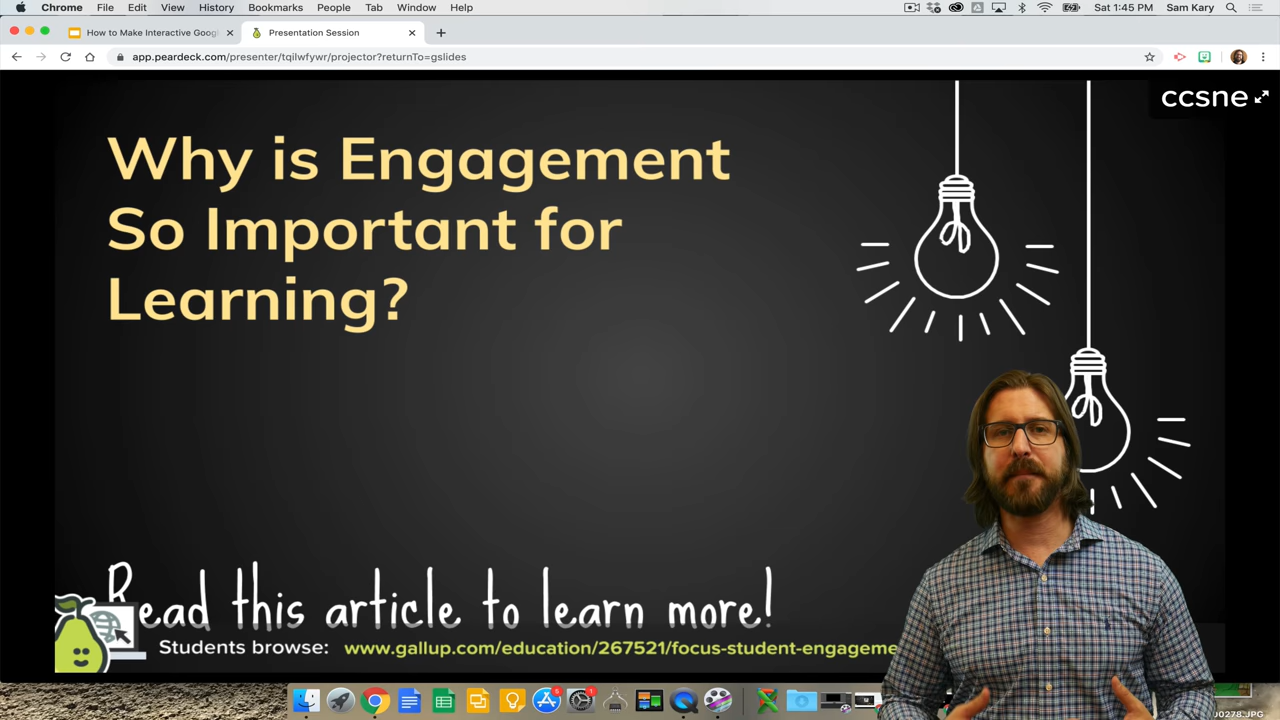 Chrome File Edit View History Bookmarks People Tab Window Help Sat 1:45 PM Sam Kary
How to Make Interactive Googl Presentation Session
app.peardeck.com/presenter/tqilwfywr/projector?returnTo=gslides
ccsne
Why is Engagement
So Important for
Learning?
Read this article to learn more!
Students browse: www.gallup.com/education/267521/focus-student-engageme
J0278.JPG